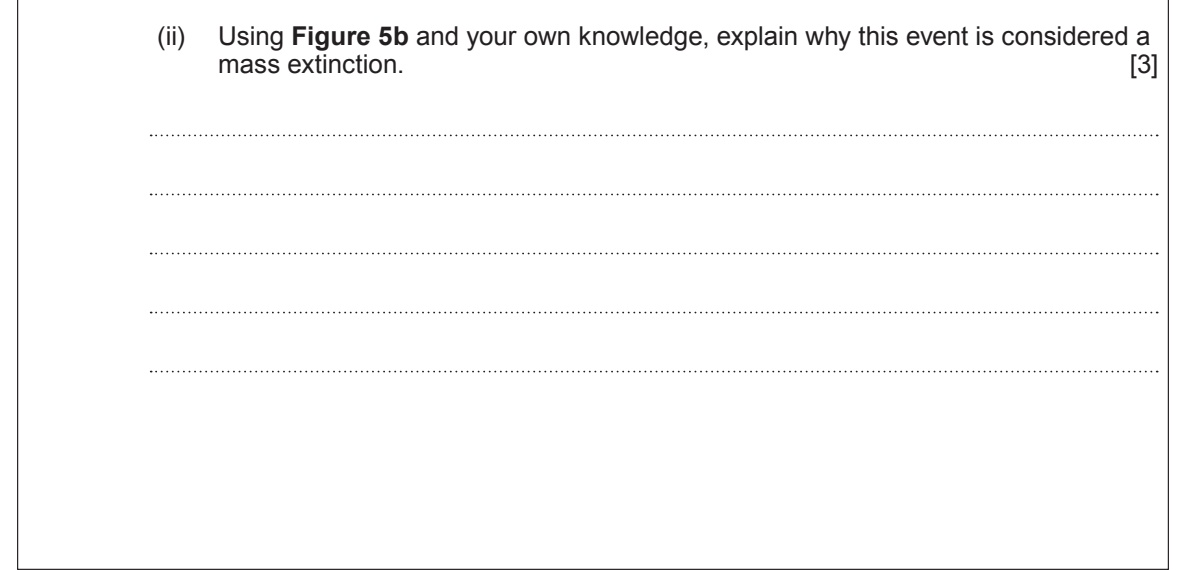 (ii) Using Figure 5b and your own knowledge, explain why this event is considered a
mass extinction. [3]